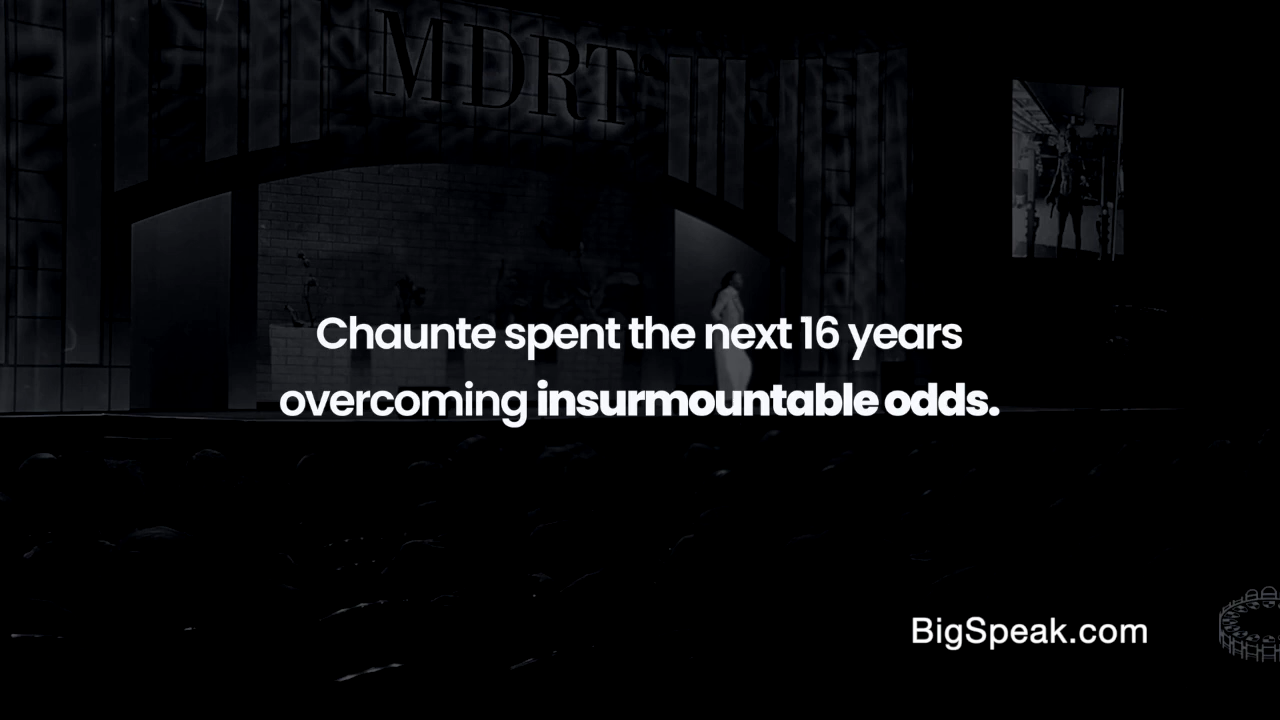 MDRT
Chaunte spent the next 16 years
overcoming insurmountable odds.
BigSpeak.com